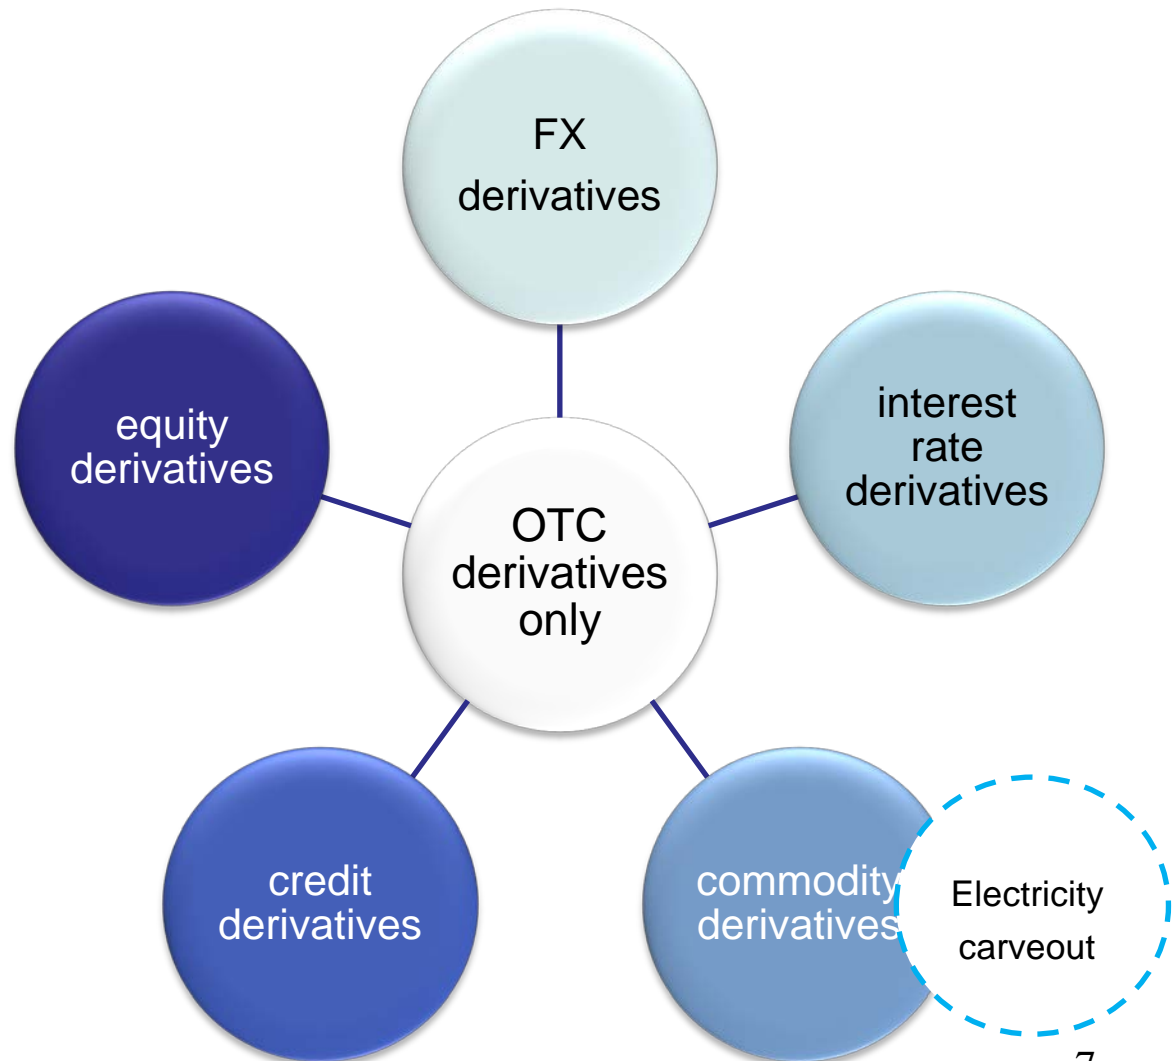 FX
derivatives
equity
derivatives
interest
rate
derivatives
OTC
derivatives
only
credit
derivatives
commodity
derivatives
Electricity
carveout
7